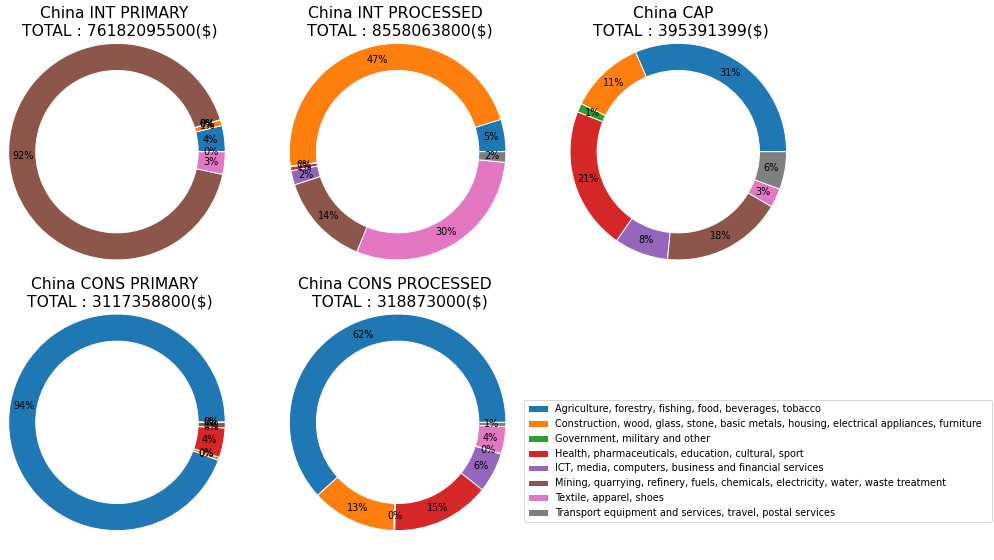 China INT PRIMARY
TOTAL : 76182095500($)
92%
0%
4%
0%
3%
China INT PROCESSED
TOTAL : 8558063800($)
47%
5%
2%
0%
2%
14%
30%
China CAP
TOTAL : 395391399($)
31%
11%
1%
21%
8%
18%
3%
6%
China CONS PRIMARY
TOTAL : 3117358800($)
94%
0%
4%
0%
China CONS PROCESSED
TOTAL : 318873000($)
62%
1%
4%
0%
6%
13%
0%
15%
Agriculture, forestry, fishing, food, beverages, tobacco
Construction, wood, glass, stone, basic metals, housing, electrical appliances, furniture
Government, military and other
Health, pharmaceuticals, education, cultural, sport
ICT, media, computers, business and financial services
Mining, quarrying, refinery, fuels, chemicals, electricity, water, waste treatment
Textile, apparel, shoes
Transport equipment and services, travel, postal services